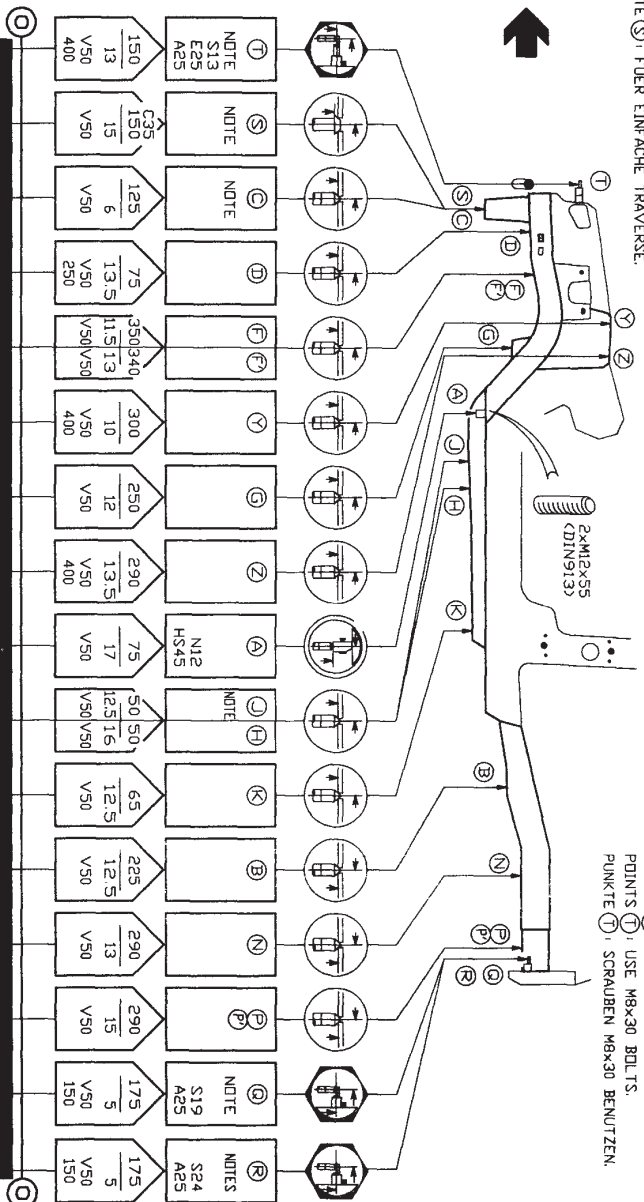 TE Ⓢ: FUER EINFACHE TRAVERSE.
POINTS Ⓣ: USE M8x30 BOLTS.
PUNKTE Ⓣ: SCRAUBEN M8x30 BENUTZEN.
2xM12x55
(DIN913)
Ⓣ
Ⓢ Ⓒ
Ⓓ
Ⓕ Ⓕ'
Ⓨ
Ⓖ
Ⓩ
Ⓐ
Ⓙ
Ⓗ
Ⓚ
Ⓑ
Ⓝ
Ⓟ Ⓟ'
Ⓠ
Ⓡ
Ⓣ
NOTE
S13
E25
A25
150
13
V50
400
Ⓢ
NOTE
C35
150
15
V50
Ⓒ
NOTE
125
6
V50
Ⓓ
75
13.5
V50
250
Ⓕ Ⓕ'
350 340
11.5 13
V50 V50
Ⓨ
300
10
V50
400
Ⓖ
250
12
V50
Ⓩ
290
13.5
V50
400
Ⓐ
N12
HS45
75
17
V50
Ⓙ Ⓗ
NOTE
50 50
12.5 16
V50 V50
Ⓚ
65
12.5
V50
Ⓑ
225
12.5
V50
Ⓝ
290
13
V50
Ⓟ Ⓟ'
290
15
V50
Ⓠ
NOTE
S19
A25
175
5
V50
150
Ⓡ
NOTES
S24
A25
175
5
V50
150